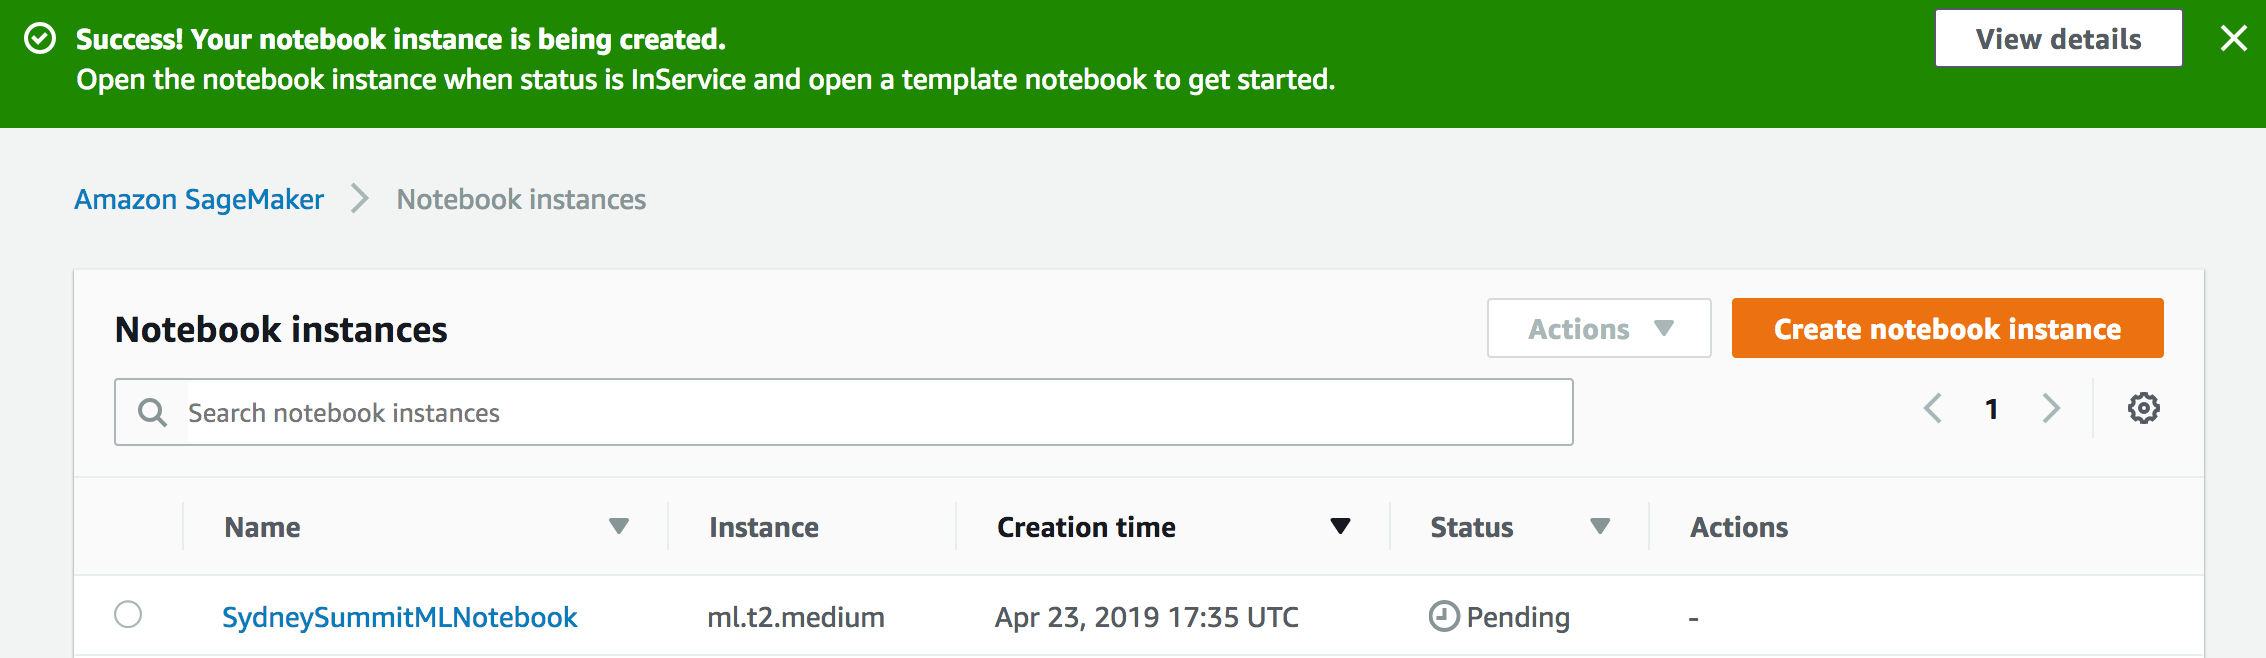 Success! Your notebook instance is being created.
View details
Open the notebook instance when status is InService and open a template notebook to get started.
Amazon SageMaker > Notebook instances
Notebook instances
Actions
Create notebook instance
Search notebook instances
1
Name Instance Creation time Status Actions
SydneySummitMLNotebook ml.t2.medium Apr 23, 2019 17:35 UTC Pending -